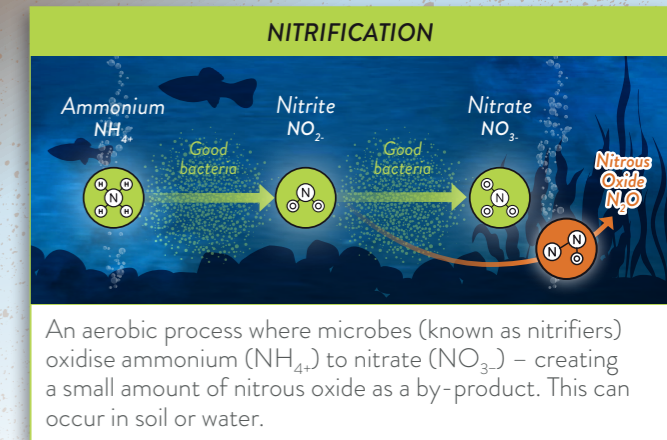 NITRIFICATION
Ammonium
NH₄₊
Nitrite
NO₂₋
Nitrate
NO₃₋
Good
bacteria
Good
bacteria
Nitrous
Oxide
N₂O
H
H
N
H
H
N
O
O
O
N
O
O
N
N
O
An aerobic process where microbes (known as nitrifiers)
oxidise ammonium (NH₄₊) to nitrate (NO₃₋) – creating
a small amount of nitrous oxide as a by-product. This can
occur in soil or water.